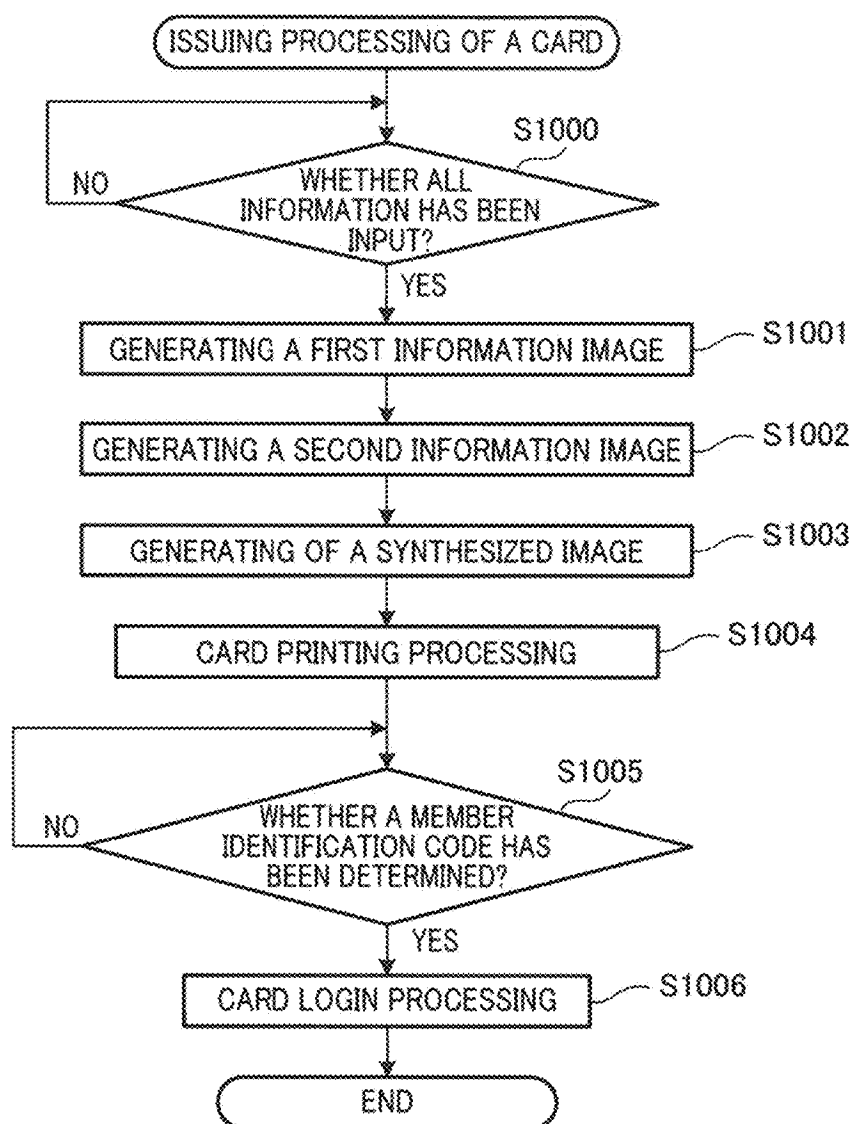 ISSUING PROCESSING OF A CARD
S1000
NO
WHETHER ALL
INFORMATION HAS BEEN
INPUT?
YES
GENERATING A FIRST INFORMATION IMAGE
S1001
GENERATING A SECOND INFORMATION IMAGE
S1002
GENERATING OF A SYNTHESIZED IMAGE
S1003
CARD PRINTING PROCESSING
S1004
S1005
NO
WHETHER A MEMBER
IDENTIFICATION CODE HAS
BEEN DETERMINED?
YES
CARD LOGIN PROCESSING
S1006
END